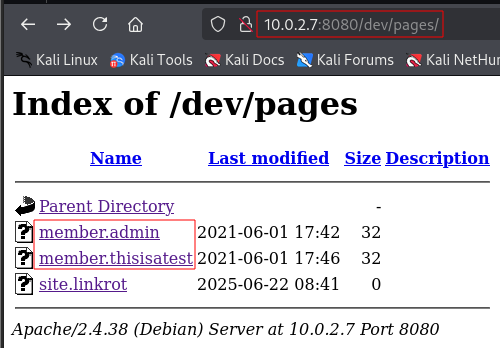 10.0.2.7:8080/dev/pages/
Kali Linux Kali Tools Kali Docs Kali Forums Kali NetHun
Index of /dev/pages
Name Last modified Size Description
Parent Directory -
member.admin 2021-06-01 17:42 32
member.thisisatest 2021-06-01 17:46 32
site.linkrot 2025-06-22 08:41 0
Apache/2.4.38 (Debian) Server at 10.0.2.7 Port 8080